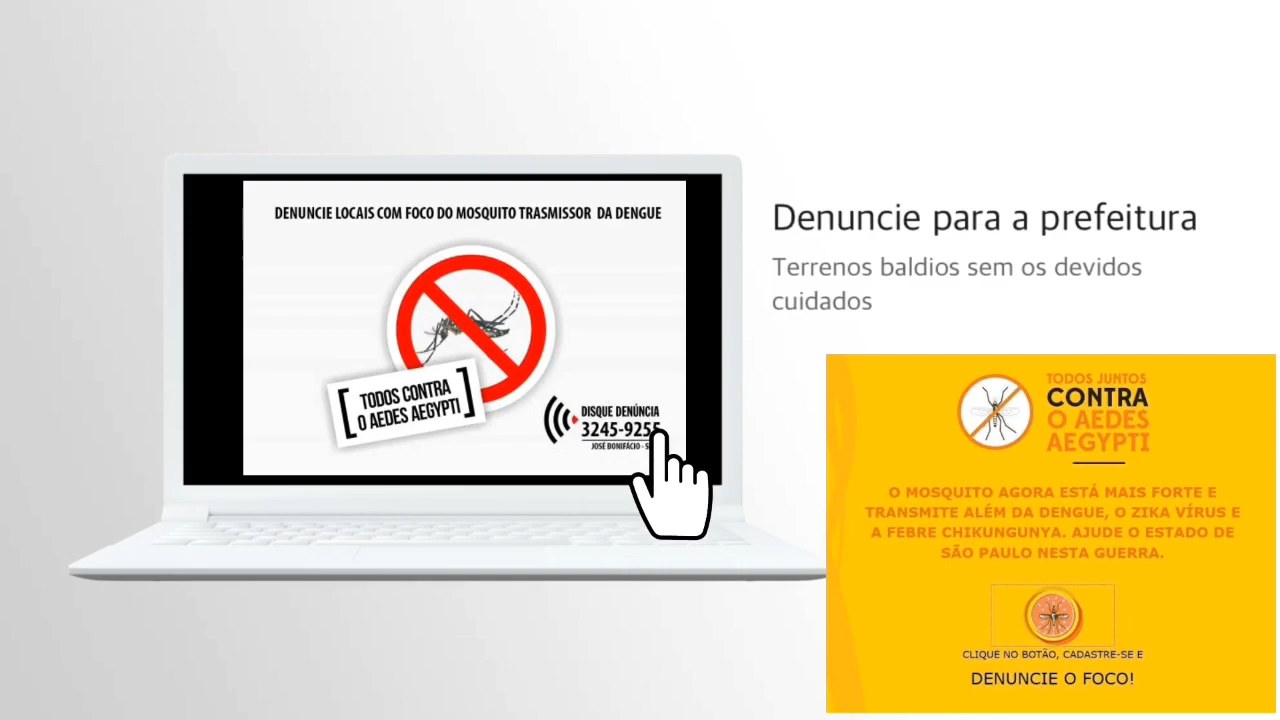 DENUNCIE LOCAIS COM FOCO DO MOSQUITO TRASMISSOR DA DENGUE
TODOS CONTRA
O AEDES AEGYPTI
DISQUE DENÚNCIA
3245-9255
JOSÉ BONIFÁCIO -
Denuncie para a prefeitura
Terrenos baldios sem os devidos
cuidados
TODOS JUNTOS
CONTRA
O AEDES
AEGYPTI
O MOSQUITO AGORA ESTÁ MAIS FORTE E
TRANSMITE ALÉM DA DENGUE, O ZIKA VÍRUS E
A FEBRE CHIKUNGUNYA. AJUDE O ESTADO DE
SÃO PAULO NESTA GUERRA.
CLIQUE NO BOTÃO, CADASTRE-SE E
DENUNCIE O FOCO!